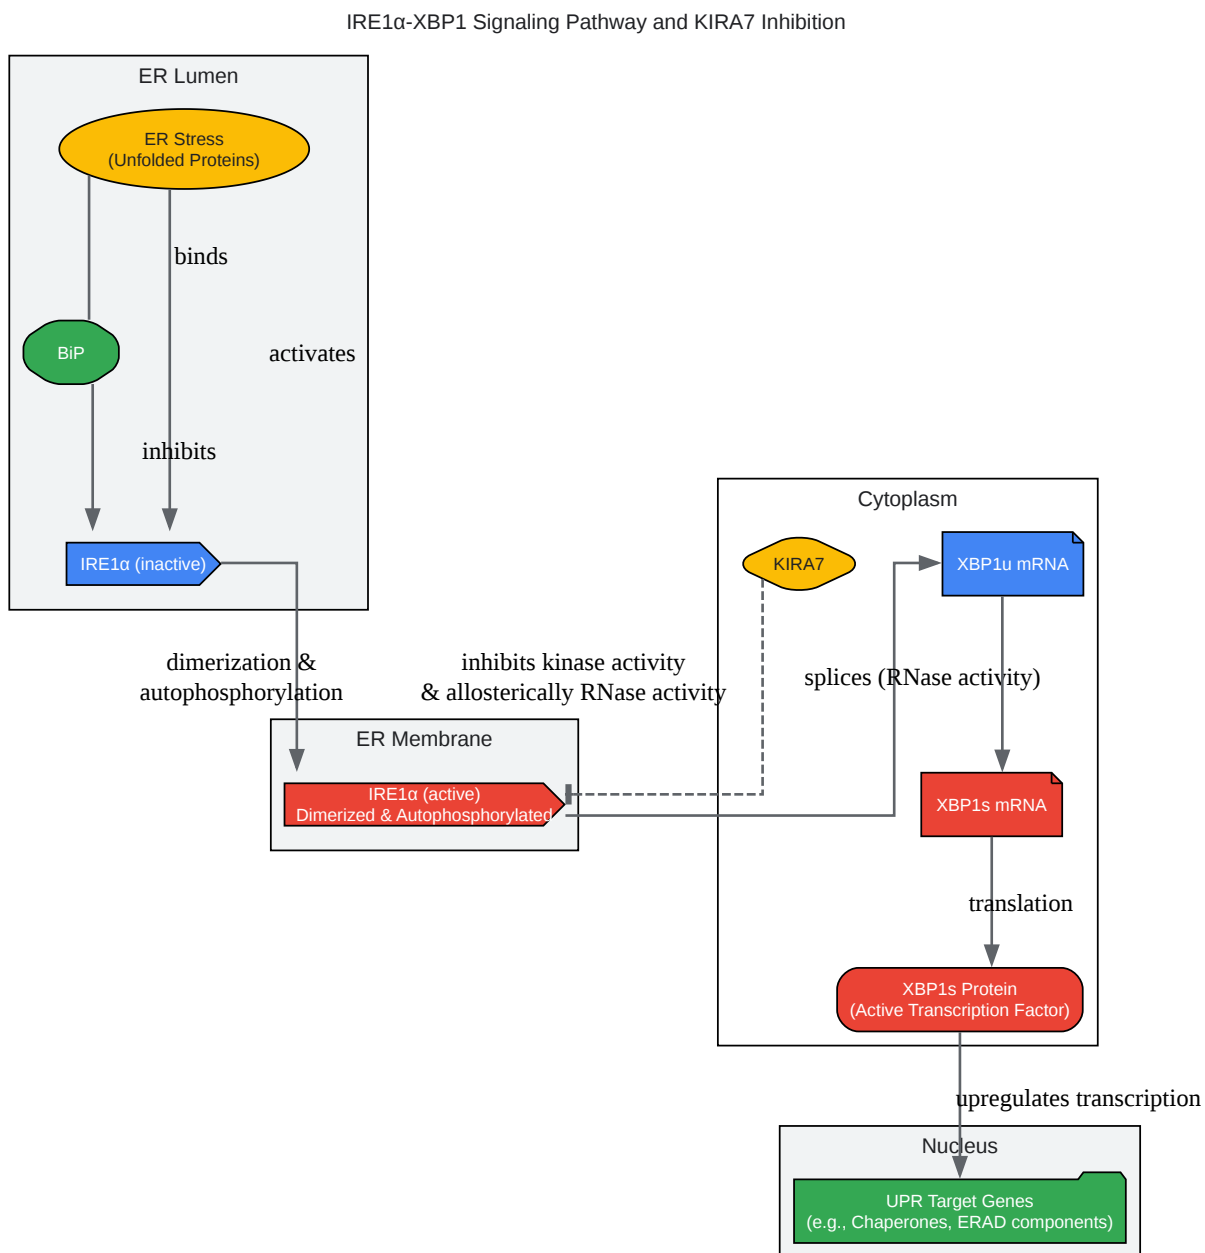 IRE1α-XBP1 Signaling Pathway and KIRA7 Inhibition
ER Lumen
ER Stress
(Unfolded Proteins)
binds
BiP
activates
inhibits
IRE1α (inactive)
dimerization &
autophosphorylation
inhibits kinase activity
& allosterically RNase activity
ER Membrane
IRE1α (active)
Dimerized & Autophosphorylated
Cytoplasm
KIRA7
XBP1u mRNA
splices (RNase activity)
XBP1s mRNA
translation
XBP1s Protein
(Active Transcription Factor)
upregulates transcription
Nucleus
UPR Target Genes
(e.g., Chaperones, ERAD components)